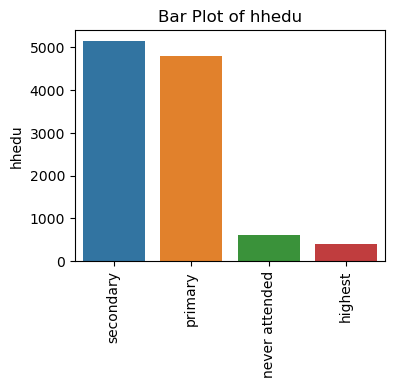 Bar Plot of hhedu
hhedu
5000
4000
3000
2000
1000
0
secondary
primary
never attended
highest